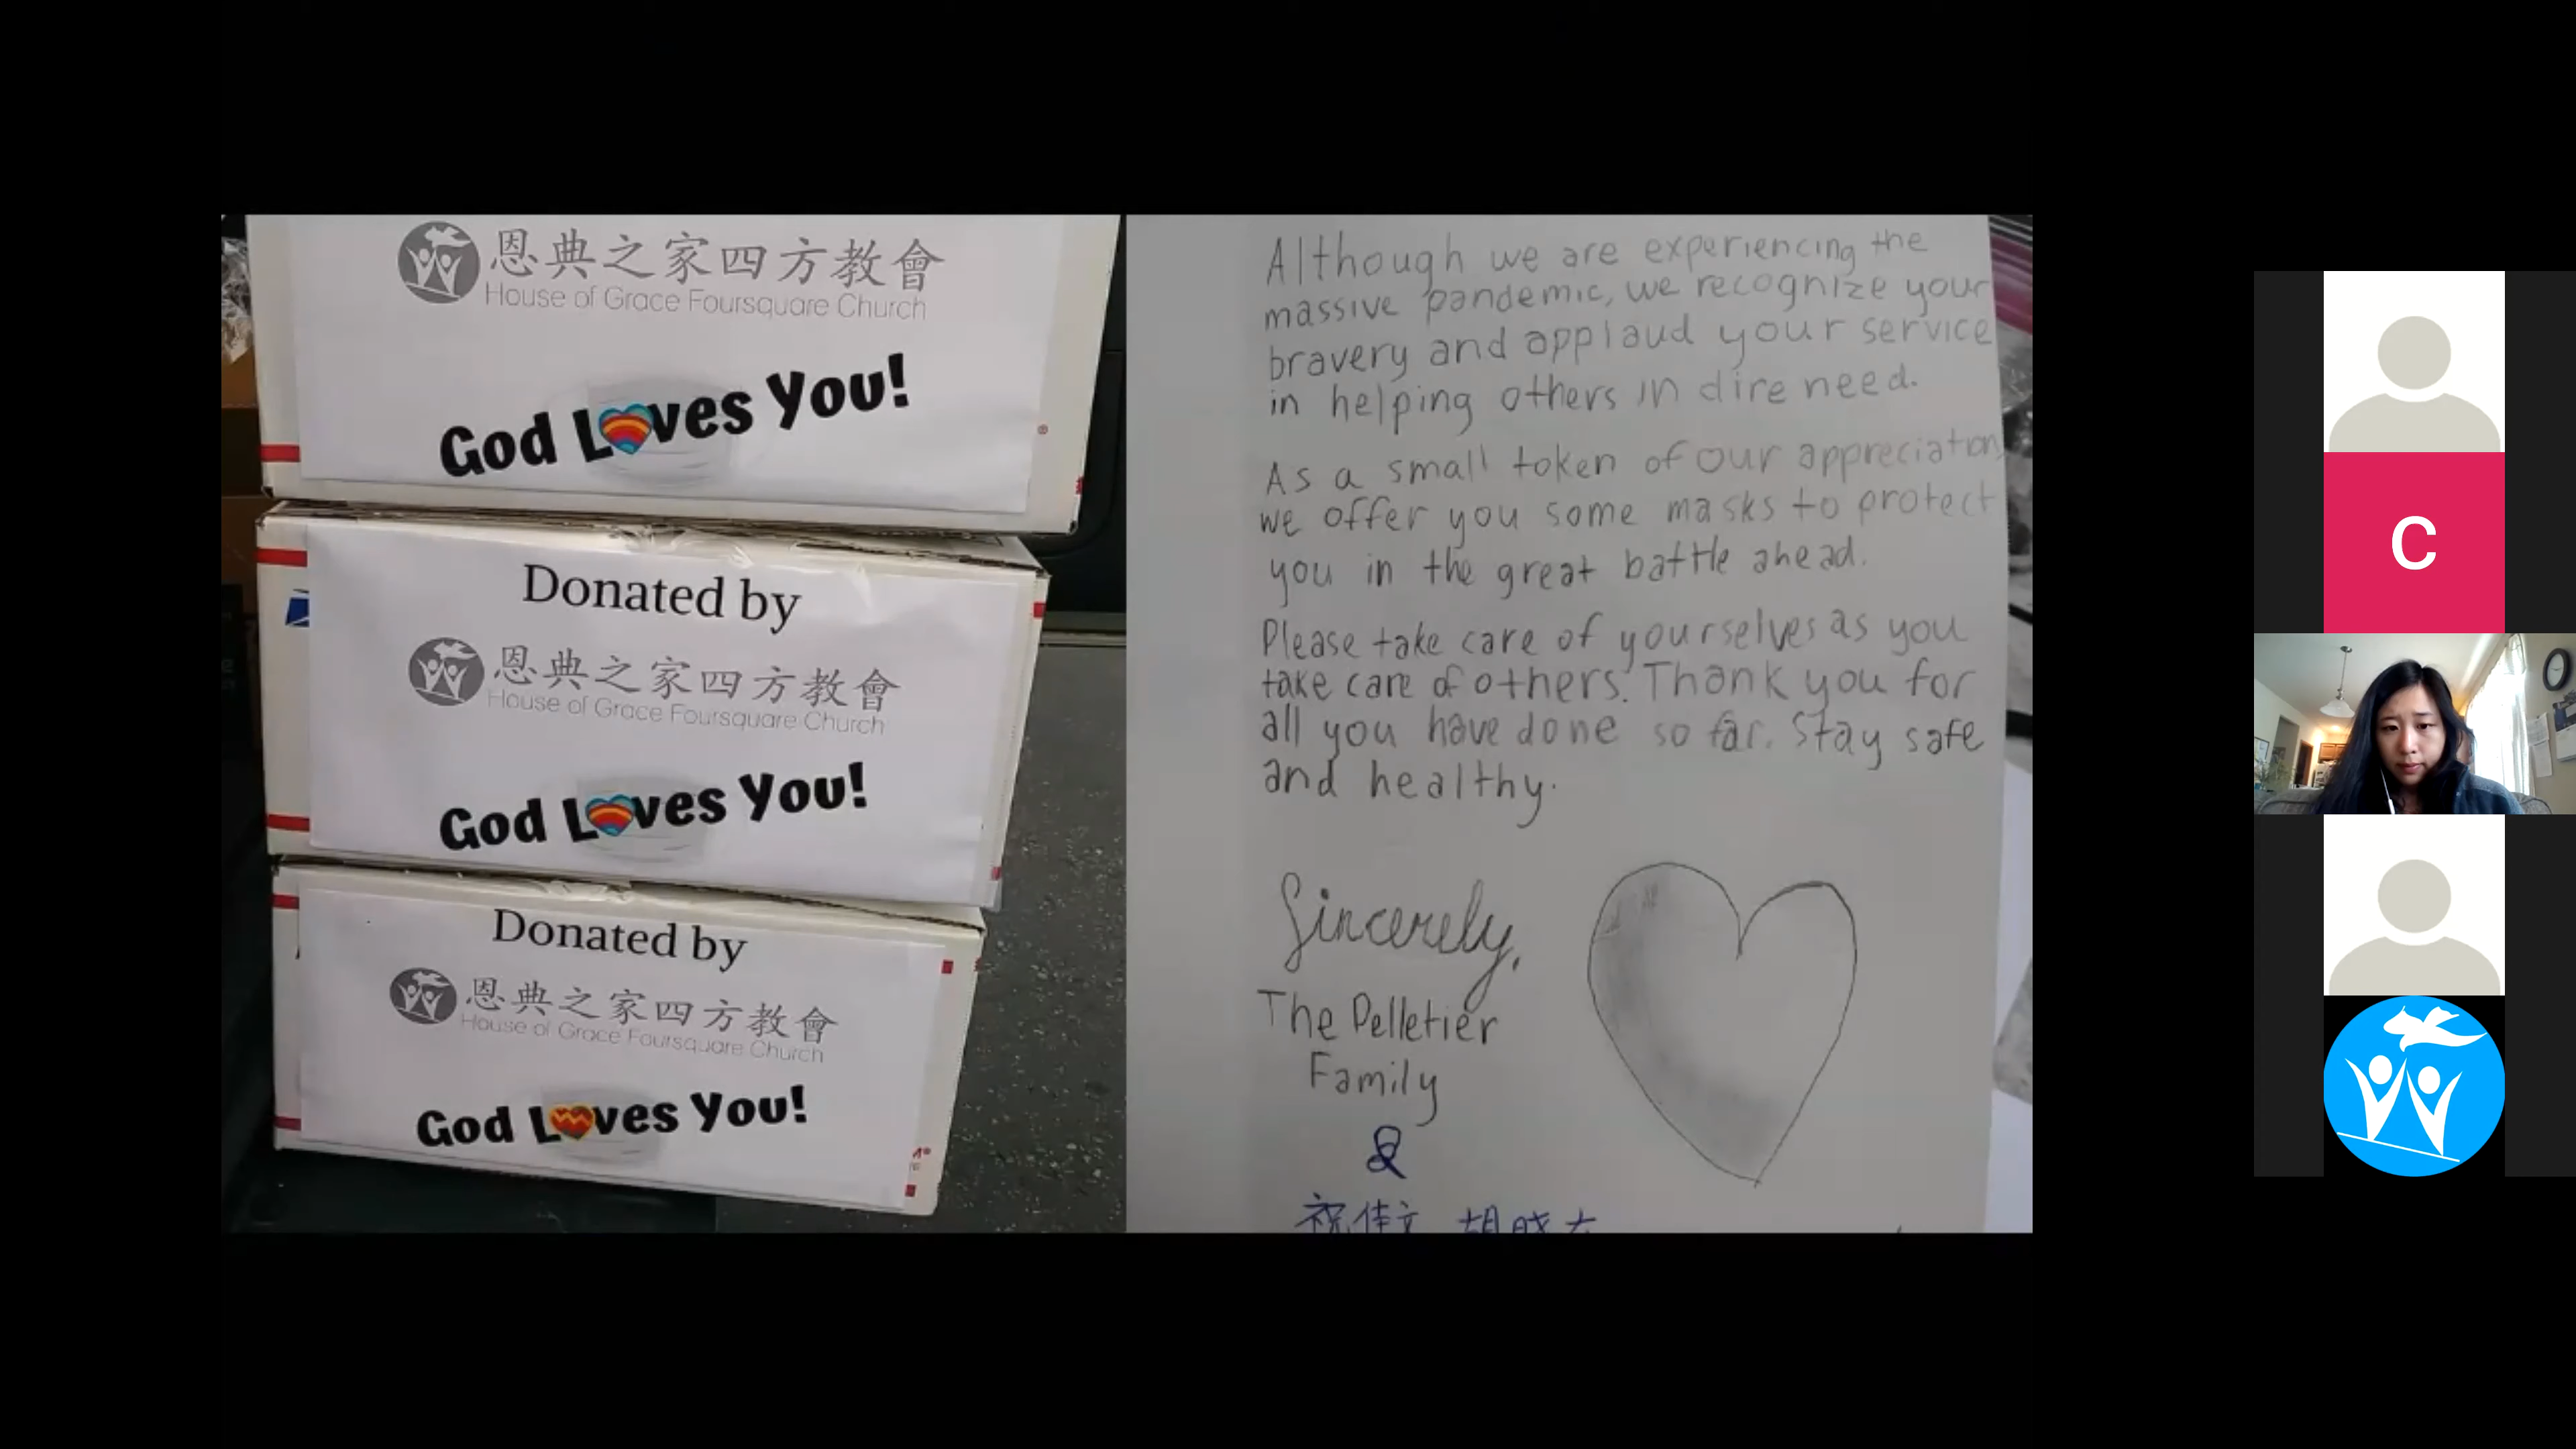 恩典之家四方教會
House of Grace Foursquare Church
God Loves You!
Donated by
恩典之家四方教會
House of Grace Foursquare Church
God Loves You!
Donated by
恩典之家四方教會
House of Grace Foursquare Church
God Loves You!
Although we are experiencing the
massive pandemic, we recognize your
bravery and applaud your service
in helping others in dire need.
As a small token of our appreciation,
we offer you some masks to protect
you in the great battle ahead.
Please take care of yourselves as you
take care of others. Thank you for
all you have done so far. Stay safe
and healthy.
Sincerely,
The Pelletier
Family
&
C